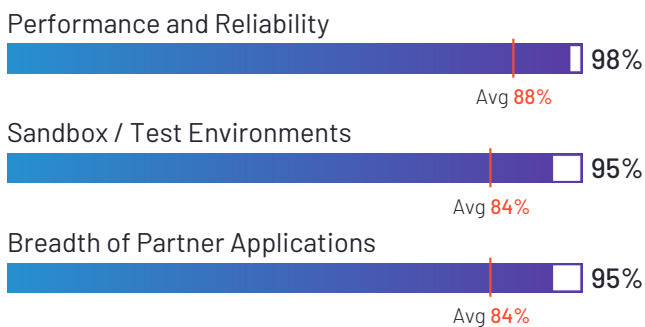 Performance and Reliability
98%
Avg 88%
Sandbox / Test Environments
95%
Avg 84%
Breadth of Partner Applications
95%
Avg 84%